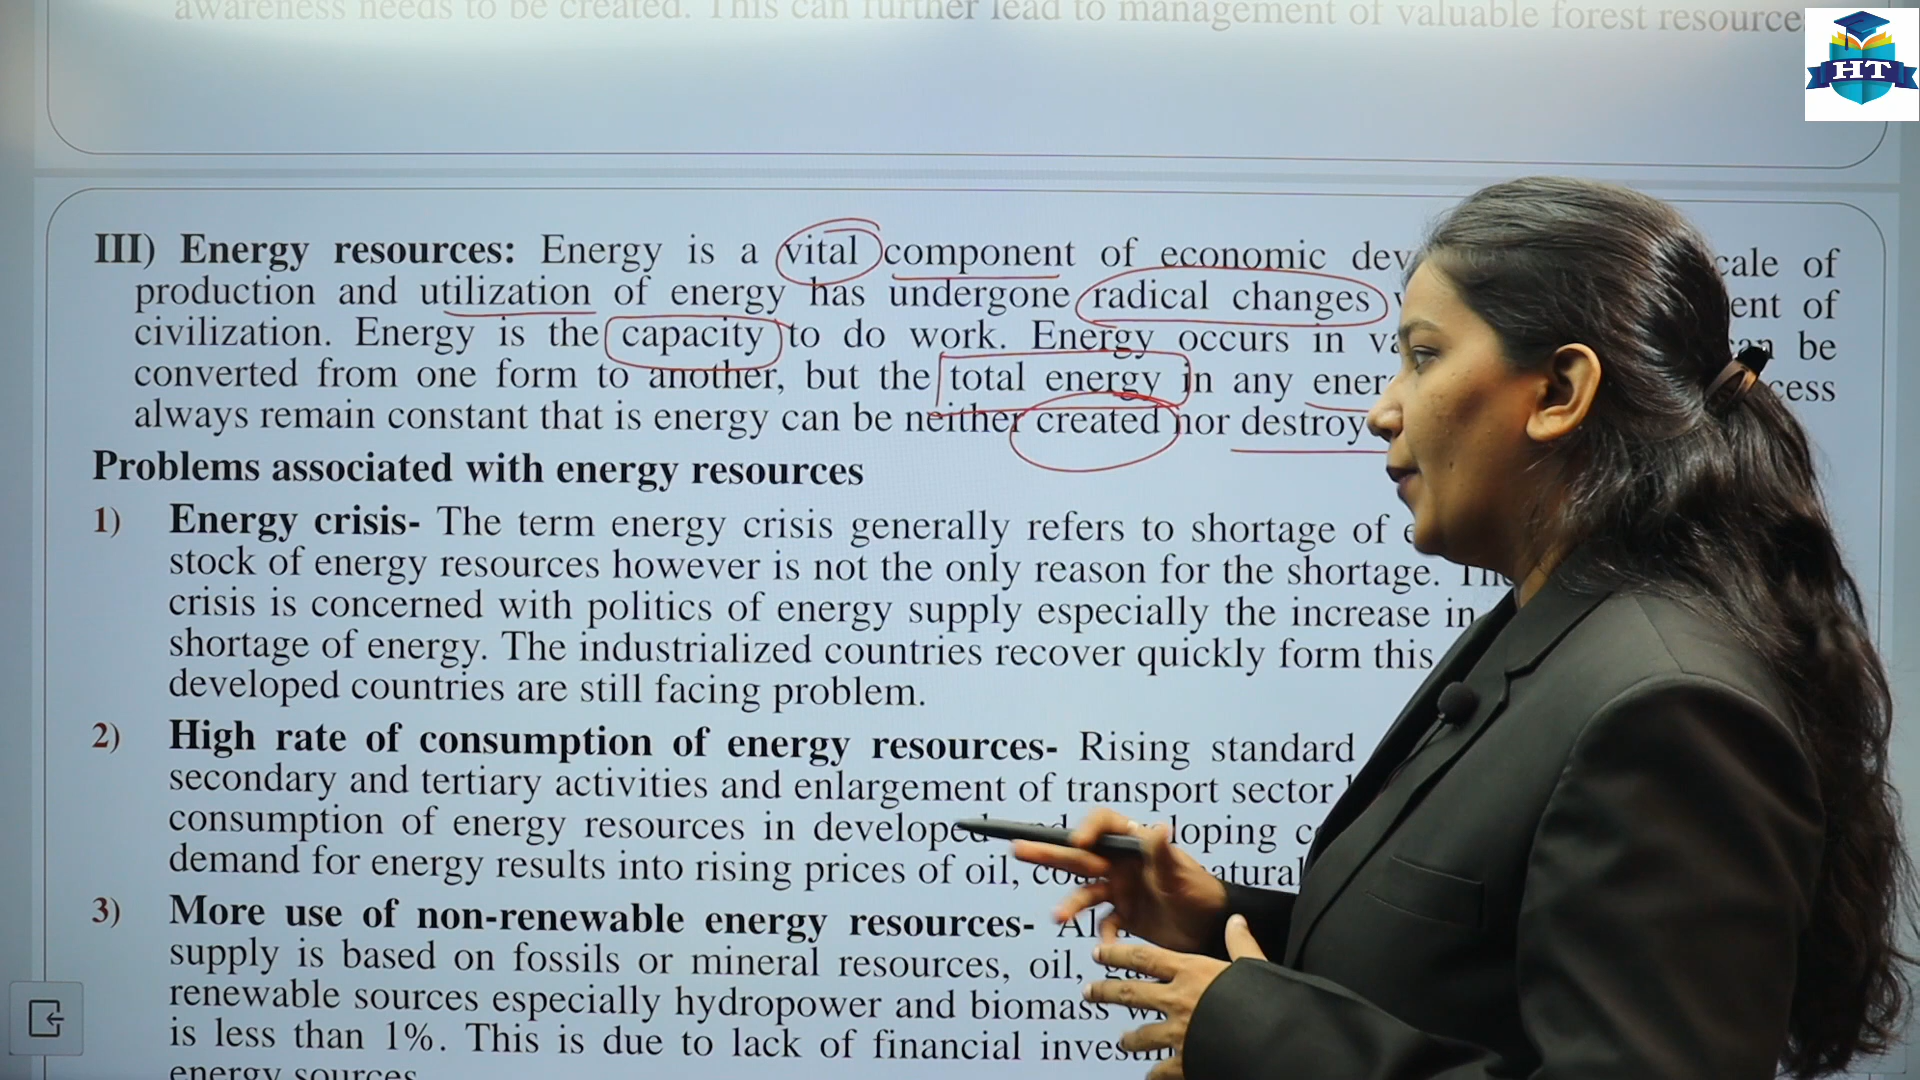 awareness needs to be created. This can further lead to management of valuable forest resource
HT
III) Energy resources: Energy is a vital component of economic dev cale of
production and utilization of energy has undergone radical changes ent of
civilization. Energy is the capacity to do work. Energy occurs in va an be
converted from one form to another, but the total energy in any ener cess
always remain constant that is energy can be neither created nor destroy
Problems associated with energy resources
1) Energy crisis- The term energy crisis generally refers to shortage of e
stock of energy resources however is not the only reason for the shortage. The
crisis is concerned with politics of energy supply especially the increase in
shortage of energy. The industrialized countries recover quickly form this
developed countries are still facing problem.
2) High rate of consumption of energy resources- Rising standard
secondary and tertiary activities and enlargement of transport sector
consumption of energy resources in developed loping c
demand for energy results into rising prices of oil, atural
3) More use of non-renewable energy resources- Al
supply is based on fossils or mineral resources, oil,
renewable sources especially hydropower and biomass
is less than 1%. This is due to lack of financial inves
energy sources